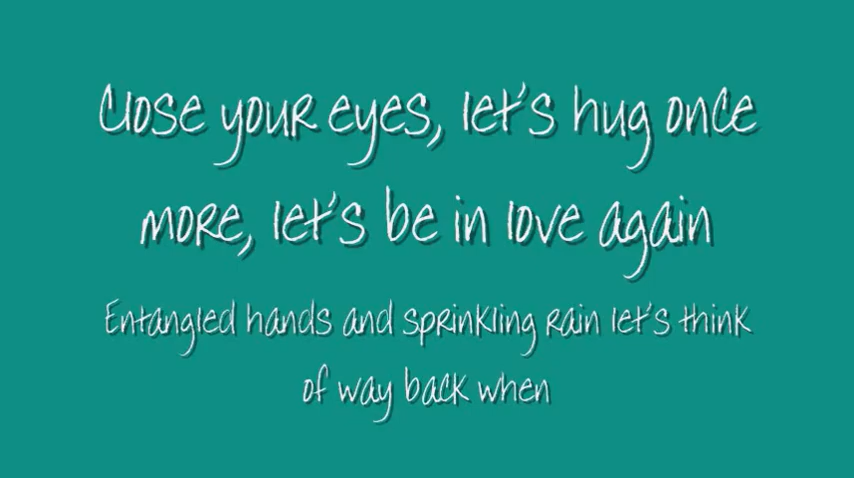 Close your eyes, let's hug once
more, let's be in love again
Entangled hands and sprinkling rain let's think
of way back when